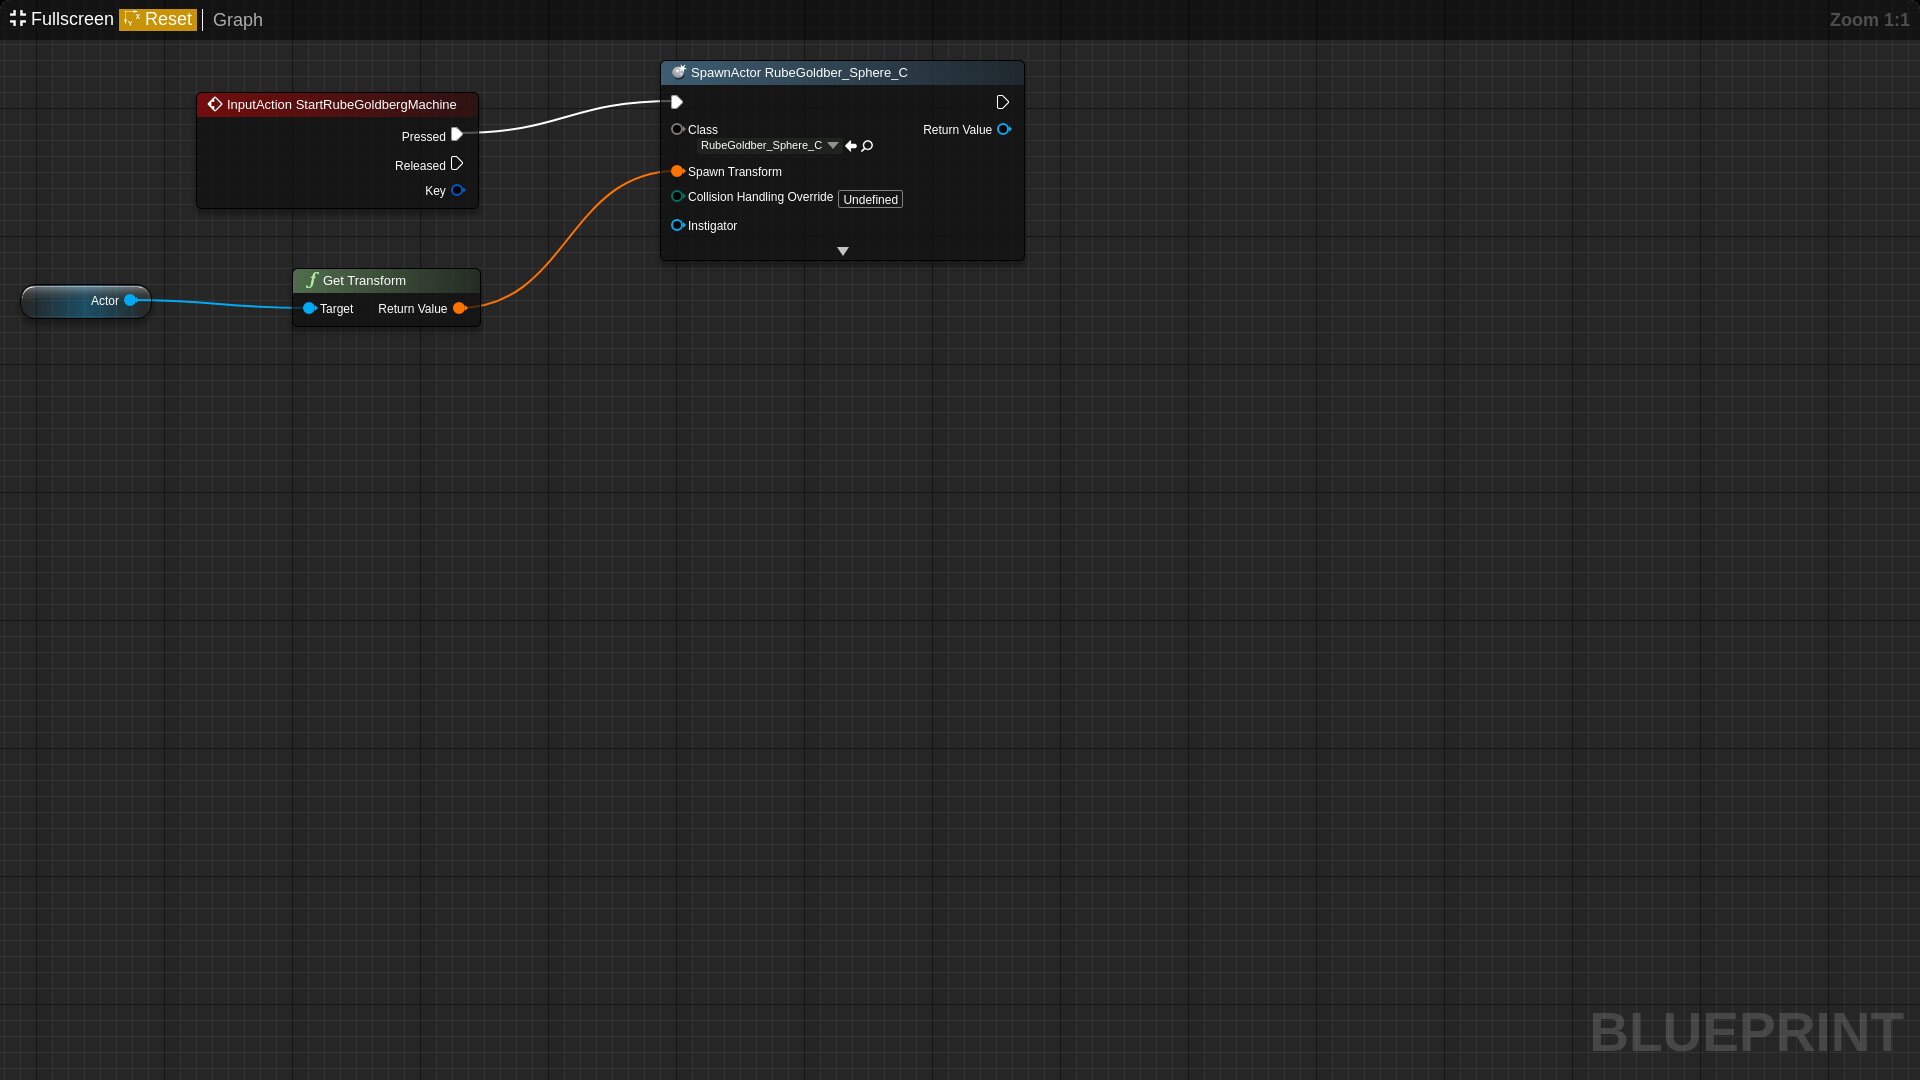 Fullscreen Reset Graph
Zoom 1:1
InputAction StartRubeGoldbergMachine
Pressed
Released
Key
SpawnActor RubeGoldber_Sphere_C
Class
Return Value
RubeGoldber_Sphere_C
Spawn Transform
Collision Handling Override Undefined
Instigator
Actor
Get Transform
Target Return Value
BLUEPRINT